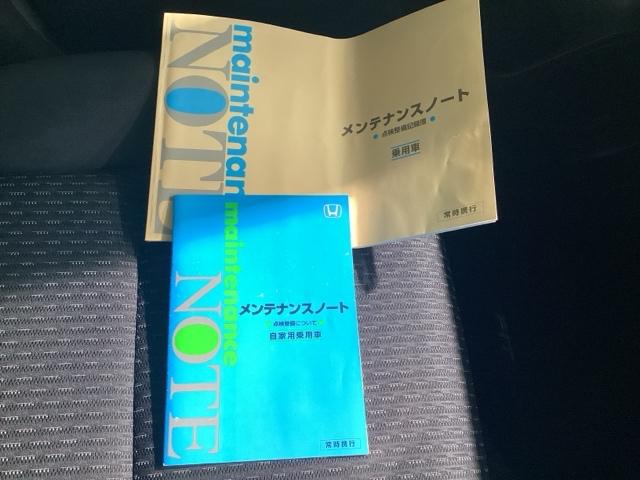 maintenan
NOTE
メンテナンスノート
点検整備記録簿
乗用車
常時携行
maintenance
NOTE
メンテナンスノート
点検整備について
自家用乗用車
常時携行